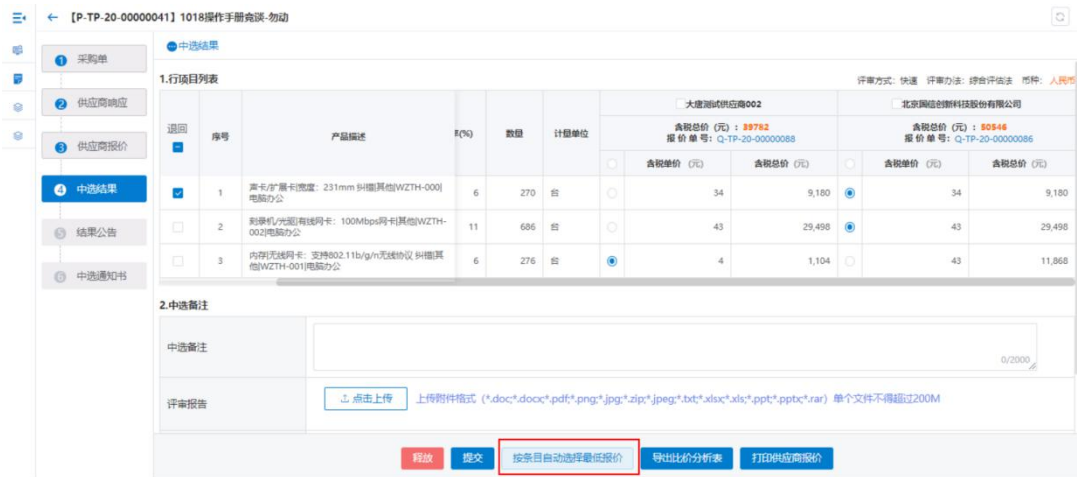 【P-TP-20-00000041】1018操作手册竞谈-勿动
1 采购单
2 供应商响应
3 供应商报价
4 中选结果
5 结果公告
6 中选通知书
中选结果
1.行项目列表
评审方式: 快速 评审办法: 综合评估法 币种: 人民币
退回 序号 产品描述 率(%) 数量 计量单位
大唐测试供应商002 北京国信创新科技股份有限公司
含税总价 (元) : 39782 含税总价 (元) : 50546
报价单号: Q-TP-20-00000088 报价单号: Q-TP-20-00000086
含税单价 (元) 含税总价 (元) 含税单价 (元) 含税总价 (元)
1 声卡/扩展卡|宽度: 231mm 纠错|其他|WZTH-000|电脑办公 6 270 台 34 9,180 34 9,180
2 刻录机/光驱|有线网卡: 100Mbps网卡|其他|WZTH-002|电脑办公 11 686 台 43 29,498 43 29,498
3 内存|无线网卡: 支持802.11b/g/n无线协议 纠错|其他|WZTH-001|电脑办公 6 276 台 4 1,104 43 11,868
2.中选备注
中选备注
0/2000
评审报告
点击上传 上传附件格式 (*.doc;*.docx;*.pdf;*.png;*.jpg;*.zip;*.jpeg;*.txt;*.xlsx;*.xls;*.ppt;*.pptx;*.rar) 单个文件不得超过200M
释放 提交 按条目自动选择最低报价 导出比价分析表 打印供应商报价